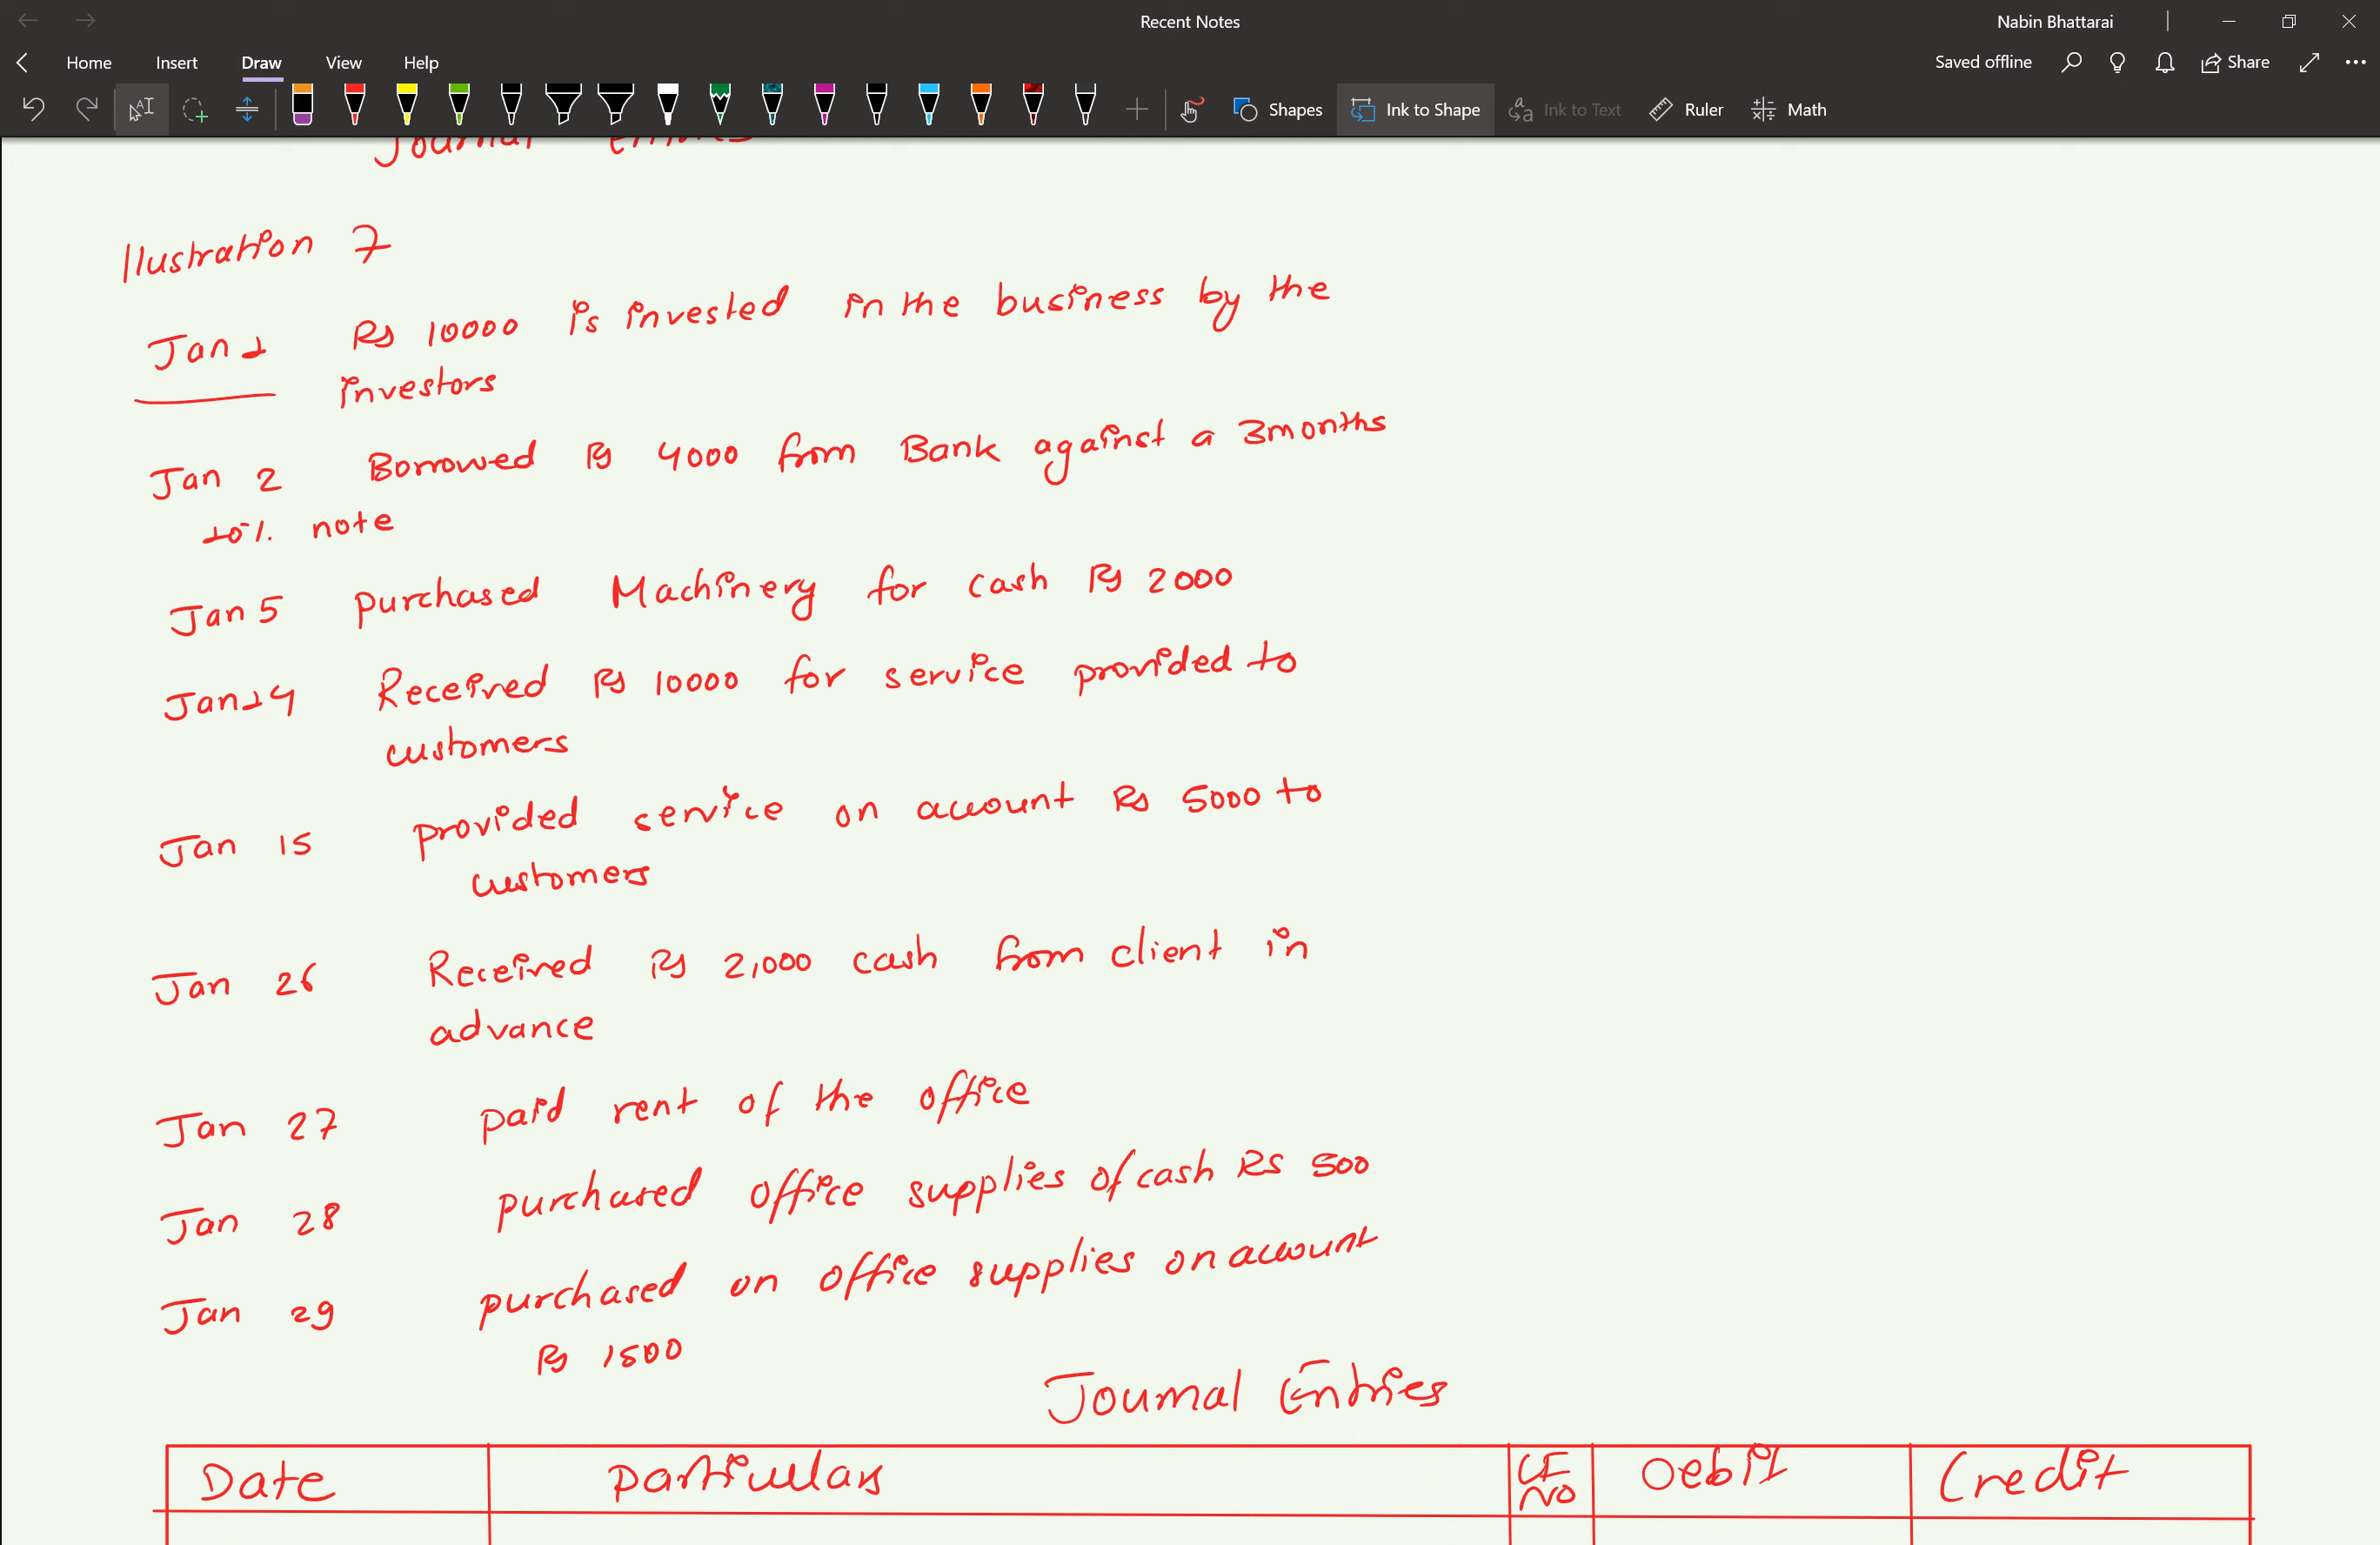 Recent Notes
Nabin Bhattarai
Home Insert Draw View Help
Saved offline
Share
Shapes
Ink to Shape
Ink to Text
Ruler
Math
Journal
Illustration 7
Jan 1 Rs 10000 is invested in the business by the
investors
Jan 2 Borrowed Rs 4000 from Bank against a 3months
10% note
Jan 5 purchased Machinery for cash Rs 2000
Jan 14 Received Rs 10000 for service provided to
customers
Jan 15 provided service on account Rs 5000 to
customers
Jan 26 Received Rs 2,000 cash from client in
advance
Jan 27 paid rent of the office
Jan 28 purchased office supplies of cash Rs 500
Jan 29 purchased on office supplies on account
Rs 1500
Journal Entries
Date Particulars LF NO Debit Credit